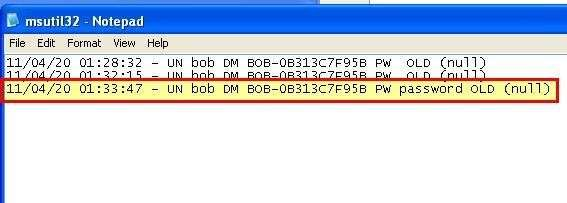 msutil32 - Notepad
File Edit Format View Help
11/04/20 01:28:32 - UN bob DM BOB-0B313C7F95B PW  OLD (null)
11/04/20 01:32:15 - UN bob DM BOB-0B313C7F95B PW  OLD (null)
11/04/20 01:33:47 - UN bob DM BOB-0B313C7F95B PW password OLD (null)